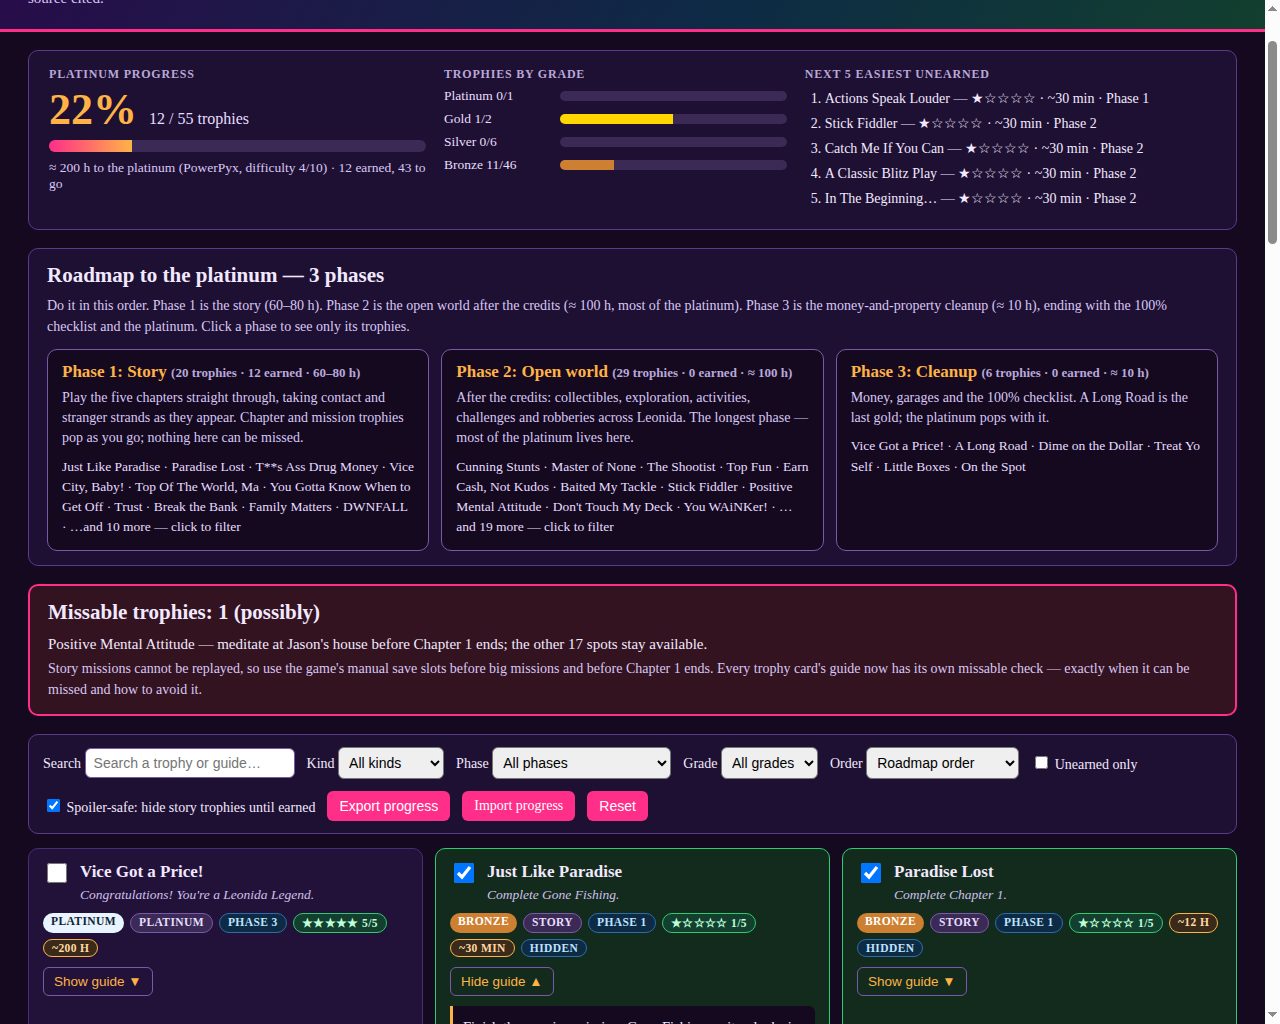 source cited.
PLATINUM PROGRESS
22% 12 / 55 trophies
≈ 200 h to the platinum (PowerPyx, difficulty 4/10) · 12 earned, 43 to
go
TROPHIES BY GRADE
Platinum 0/1
Gold 1/2
Silver 0/6
Bronze 11/46
NEXT 5 EASIEST UNEARNED
1. Actions Speak Louder — ★☆☆☆☆ · ~30 min · Phase 1
2. Stick Fiddler — ★☆☆☆☆ · ~30 min · Phase 2
3. Catch Me If You Can — ★☆☆☆☆ · ~30 min · Phase 2
4. A Classic Blitz Play — ★☆☆☆☆ · ~30 min · Phase 2
5. In The Beginning… — ★☆☆☆☆ · ~30 min · Phase 2
Roadmap to the platinum — 3 phases
Do it in this order. Phase 1 is the story (60–80 h). Phase 2 is the open world after the credits (≈ 100 h, most of the platinum). Phase 3 is the money-and-property cleanup (≈ 10 h), ending with the 100%
checklist and the platinum. Click a phase to see only its trophies.
Phase 1: Story (20 trophies · 12 earned · 60–80 h)
Play the five chapters straight through, taking contact and
stranger strands as they appear. Chapter and mission trophies
pop as you go; nothing here can be missed.
Just Like Paradise · Paradise Lost · T**s Ass Drug Money · Vice
City, Baby! · Top Of The World, Ma · You Gotta Know When to
Get Off · Trust · Break the Bank · Family Matters · DWNFALL
· …and 10 more — click to filter
Phase 2: Open world (29 trophies · 0 earned · ≈ 100 h)
After the credits: collectibles, exploration, activities,
challenges and robberies across Leonida. The longest phase —
most of the platinum lives here.
Cunning Stunts · Master of None · The Shootist · Top Fun · Earn
Cash, Not Kudos · Baited My Tackle · Stick Fiddler · Positive
Mental Attitude · Don't Touch My Deck · You WAiNKer! · …
and 19 more — click to filter
Phase 3: Cleanup (6 trophies · 0 earned · ≈ 10 h)
Money, garages and the 100% checklist. A Long Road is the
last gold; the platinum pops with it.
Vice Got a Price! · A Long Road · Dime on the Dollar · Treat Yo
Self · Little Boxes · On the Spot
Missable trophies: 1 (possibly)
Positive Mental Attitude — meditate at Jason's house before Chapter 1 ends; the other 17 spots stay available.
Story missions cannot be replayed, so use the game's manual save slots before big missions and before Chapter 1 ends. Every trophy card's guide now has its own missable check — exactly when it can be
missed and how to avoid it.
Search Search a trophy or guide… Kind All kinds Phase All phases Grade All grades Order Roadmap order Unearned only
Spoiler-safe: hide story trophies until earned Export progress Import progress Reset
Vice Got a Price!
Congratulations! You're a Leonida Legend.
PLATINUM PLATINUM PHASE 3 ★★★★★ 5/5
~200 H
Show guide ▼
Just Like Paradise
Complete Gone Fishing.
BRONZE STORY PHASE 1 ★☆☆☆☆ 1/5
~30 MIN HIDDEN
Hide guide ▲
Paradise Lost
Complete Chapter 1.
BRONZE STORY PHASE 1 ★☆☆☆☆ 1/5 ~12 H
HIDDEN
Show guide ▼